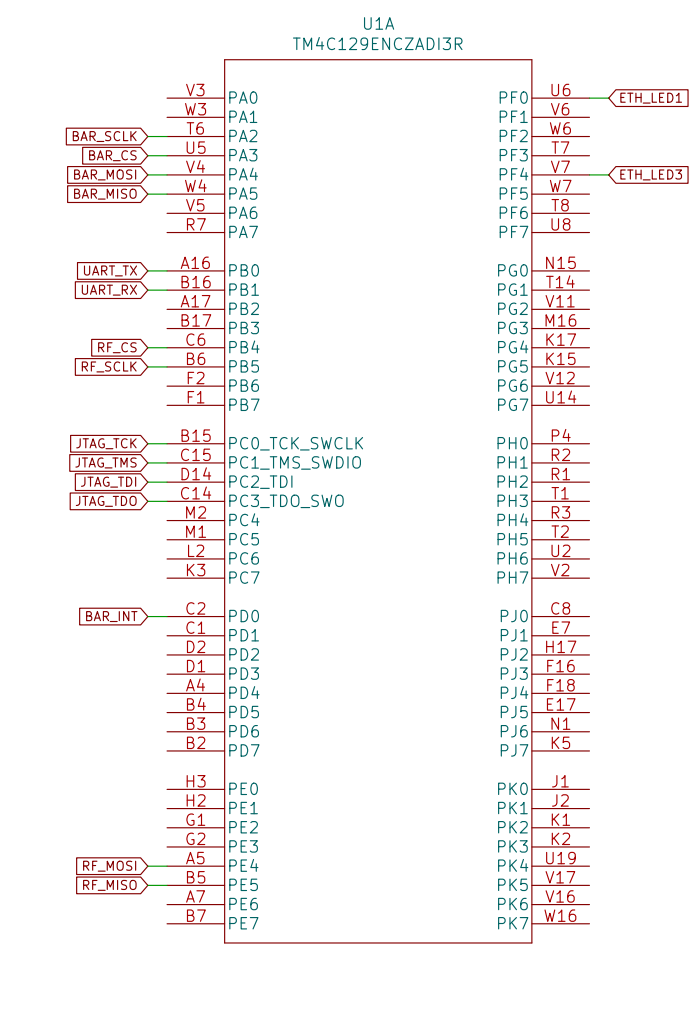 U1A
TM4C129ENCZADI3R
V3 PA0 PF0 U6 ETH_LED1
W3 PA1 PF1 V6
BAR_SCLK T6 PA2 PF2 W6
BAR_CS U5 PA3 PF3 T7
BAR_MOSI V4 PA4 PF4 V7 ETH_LED3
BAR_MISO W4 PA5 PF5 W7
V5 PA6 PF6 T8
R7 PA7 PF7 U8
UART_TX A16 PB0 PG0 N15
UART_RX B16 PB1 PG1 T14
A17 PB2 PG2 V11
B17 PB3 PG3 M16
RF_CS C6 PB4 PG4 K17
RF_SCLK B6 PB5 PG5 K15
F2 PB6 PG6 V12
F1 PB7 PG7 U14
JTAG_TCK B15 PC0_TCK_SWCLK PH0 P4
JTAG_TMS C15 PC1_TMS_SWDIO PH1 R2
JTAG_TDI D14 PC2_TDI PH2 R1
JTAG_TDO C14 PC3_TDO_SWO PH3 T1
M2 PC4 PH4 R3
M1 PC5 PH5 T2
L2 PC6 PH6 U2
K3 PC7 PH7 V2
BAR_INT C2 PD0 PJ0 C8
C1 PD1 PJ1 E7
D2 PD2 PJ2 H17
D1 PD3 PJ3 F16
A4 PD4 PJ4 F18
B4 PD5 PJ5 E17
B3 PD6 PJ6 N1
B2 PD7 PJ7 K5
H3 PE0 PK0 J1
H2 PE1 PK1 J2
G1 PE2 PK2 K1
G2 PE3 PK3 K2
RF_MOSI A5 PE4 PK4 U19
RF_MISO B5 PE5 PK5 V17
A7 PE6 PK6 V16
B7 PE7 PK7 W16